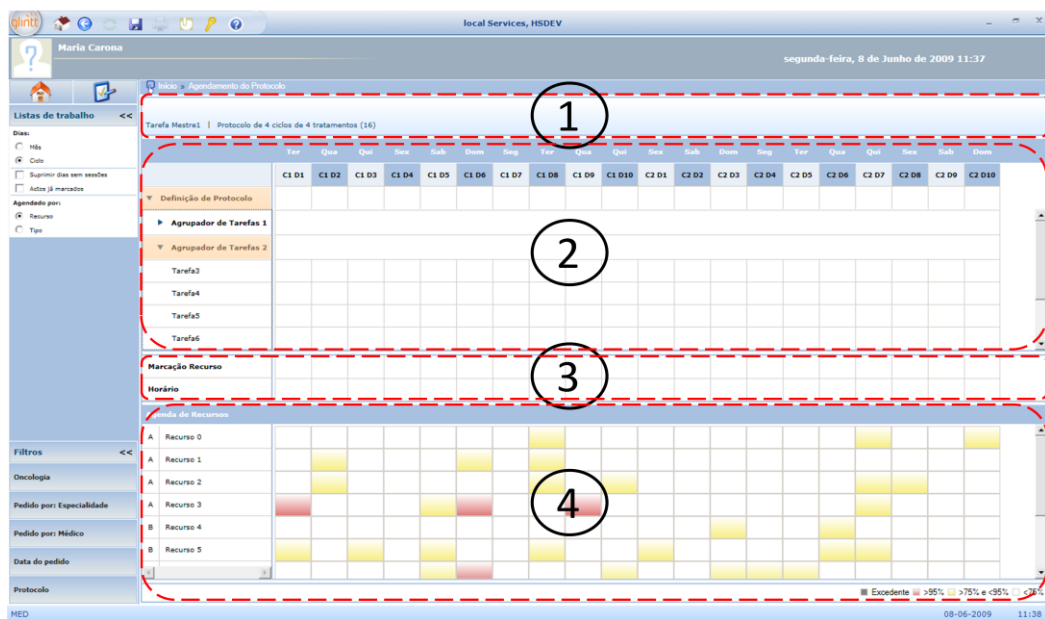 glintt
local Services, HSDEV
Maria Carona
segunda-feira, 8 de Junho de 2009 11:37
Início » Agendamento do Protocolo
Listas de trabalho <<
Dias:
Mês
Ciclo
Suprimir dias sem sessões
Actos já marcados
Agendado por:
Recurso
Tipo
1
Tarefa Mestre1 | Protocolo de 4 ciclos de 4 tratamentos (16)
Ter Qua Qui Sex Sab Dom Seg Ter Qua Qui Sex Sab Dom Seg Ter Qua Qui Sex Sab Dom
C1 D1 C1 D2 C1 D3 C1 D4 C1 D5 C1 D6 C1 D7 C1 D8 C1 D9 C1 D10 C2 D1 C2 D2 C2 D3 C2 D4 C2 D5 C2 D6 C2 D7 C2 D8 C2 D9 C2 D10
Definição de Protocolo
Agrupador de Tarefas 1
Agrupador de Tarefas 2
2
Tarefa3
Tarefa4
Tarefa5
Tarefa6
Marcação Recurso
3
Horário
Agenda de Recursos
A Recurso 0
A Recurso 1
A Recurso 2
A Recurso 3
4
B Recurso 4
B Recurso 5
Excedente >95% >75% e <95% <75%
Filtros <<
Oncologia
Pedido por: Especialidade
Pedido por: Médico
Data do pedido
Protocolo
MED
08-06-2009 11:38